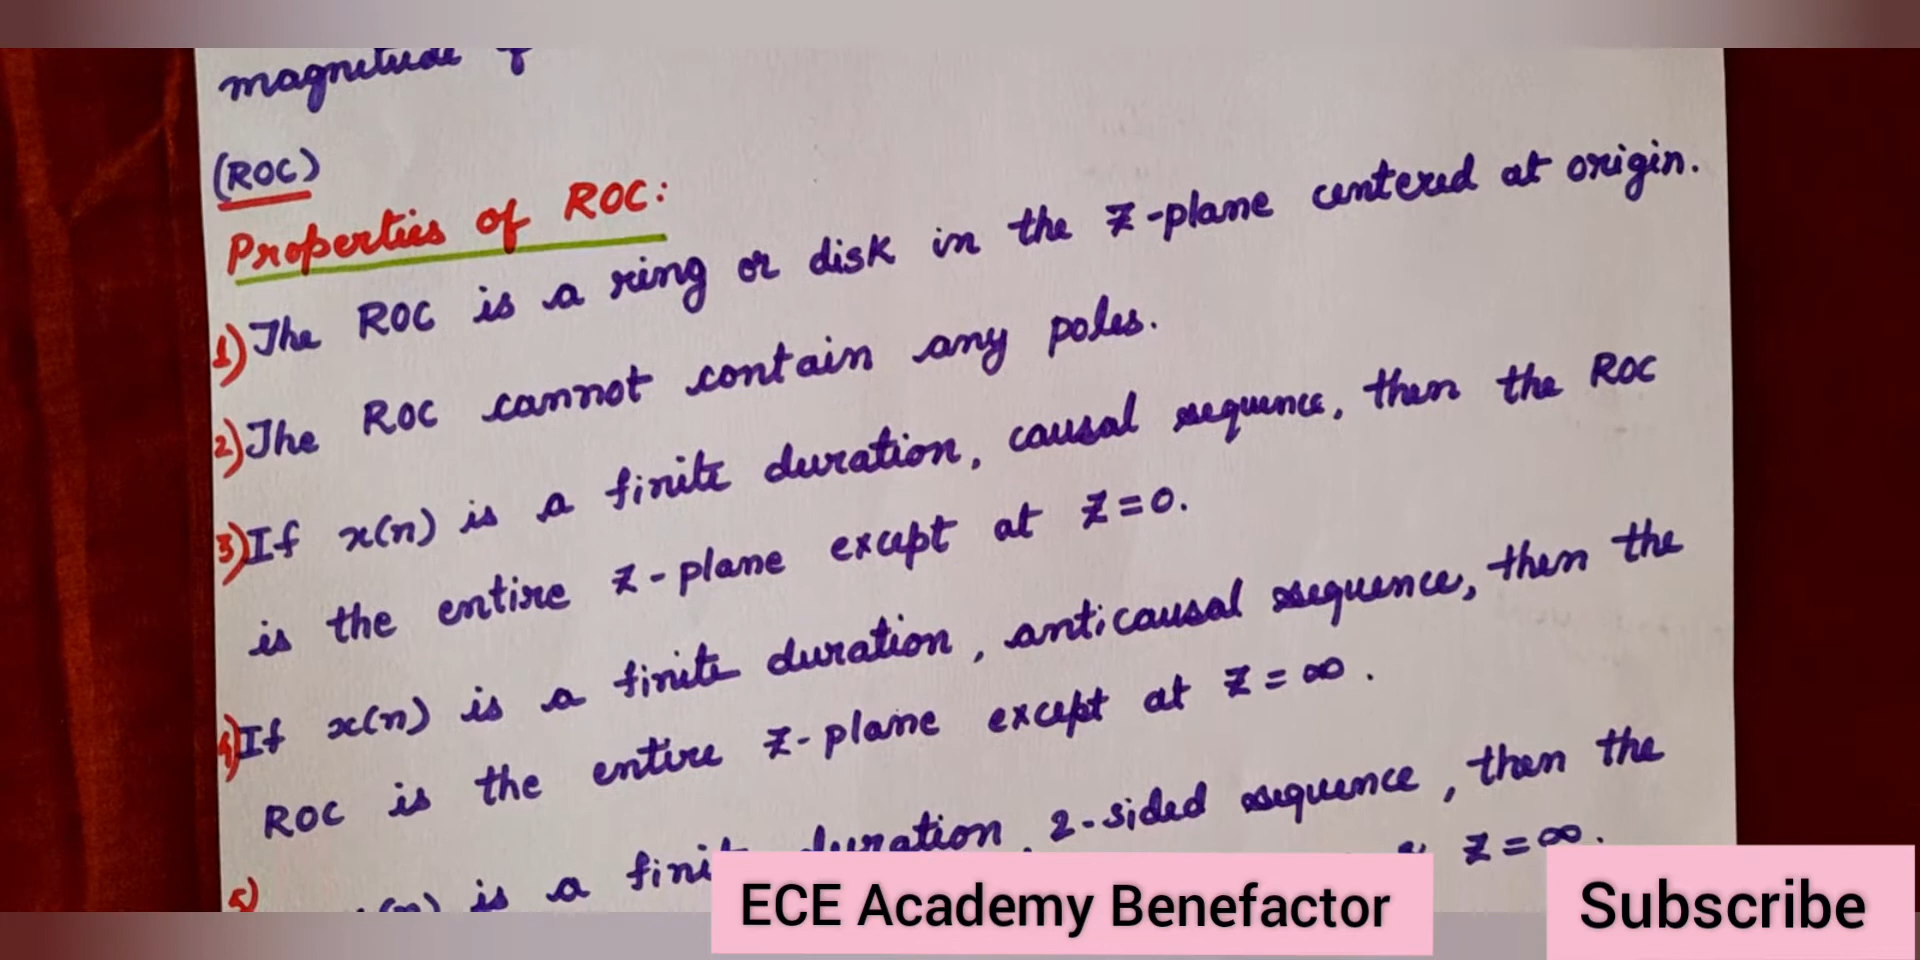 magnitude of
(ROC)
Properties of ROC:
1) The ROC is a ring or disk in the Z-plane centered at origin.
2) The ROC cannot contain any poles.
3) If x(n) is a finite duration, causal sequence, then the ROC
is the entire Z-plane except at Z=0.
4) If x(n) is a finite duration, anticausal sequence, then the
ROC is the entire Z-plane except at Z=∞.
5) x(n) is a finite duration, 2-sided sequence, then the
Z=∞.
ECE Academy Benefactor
Subscribe